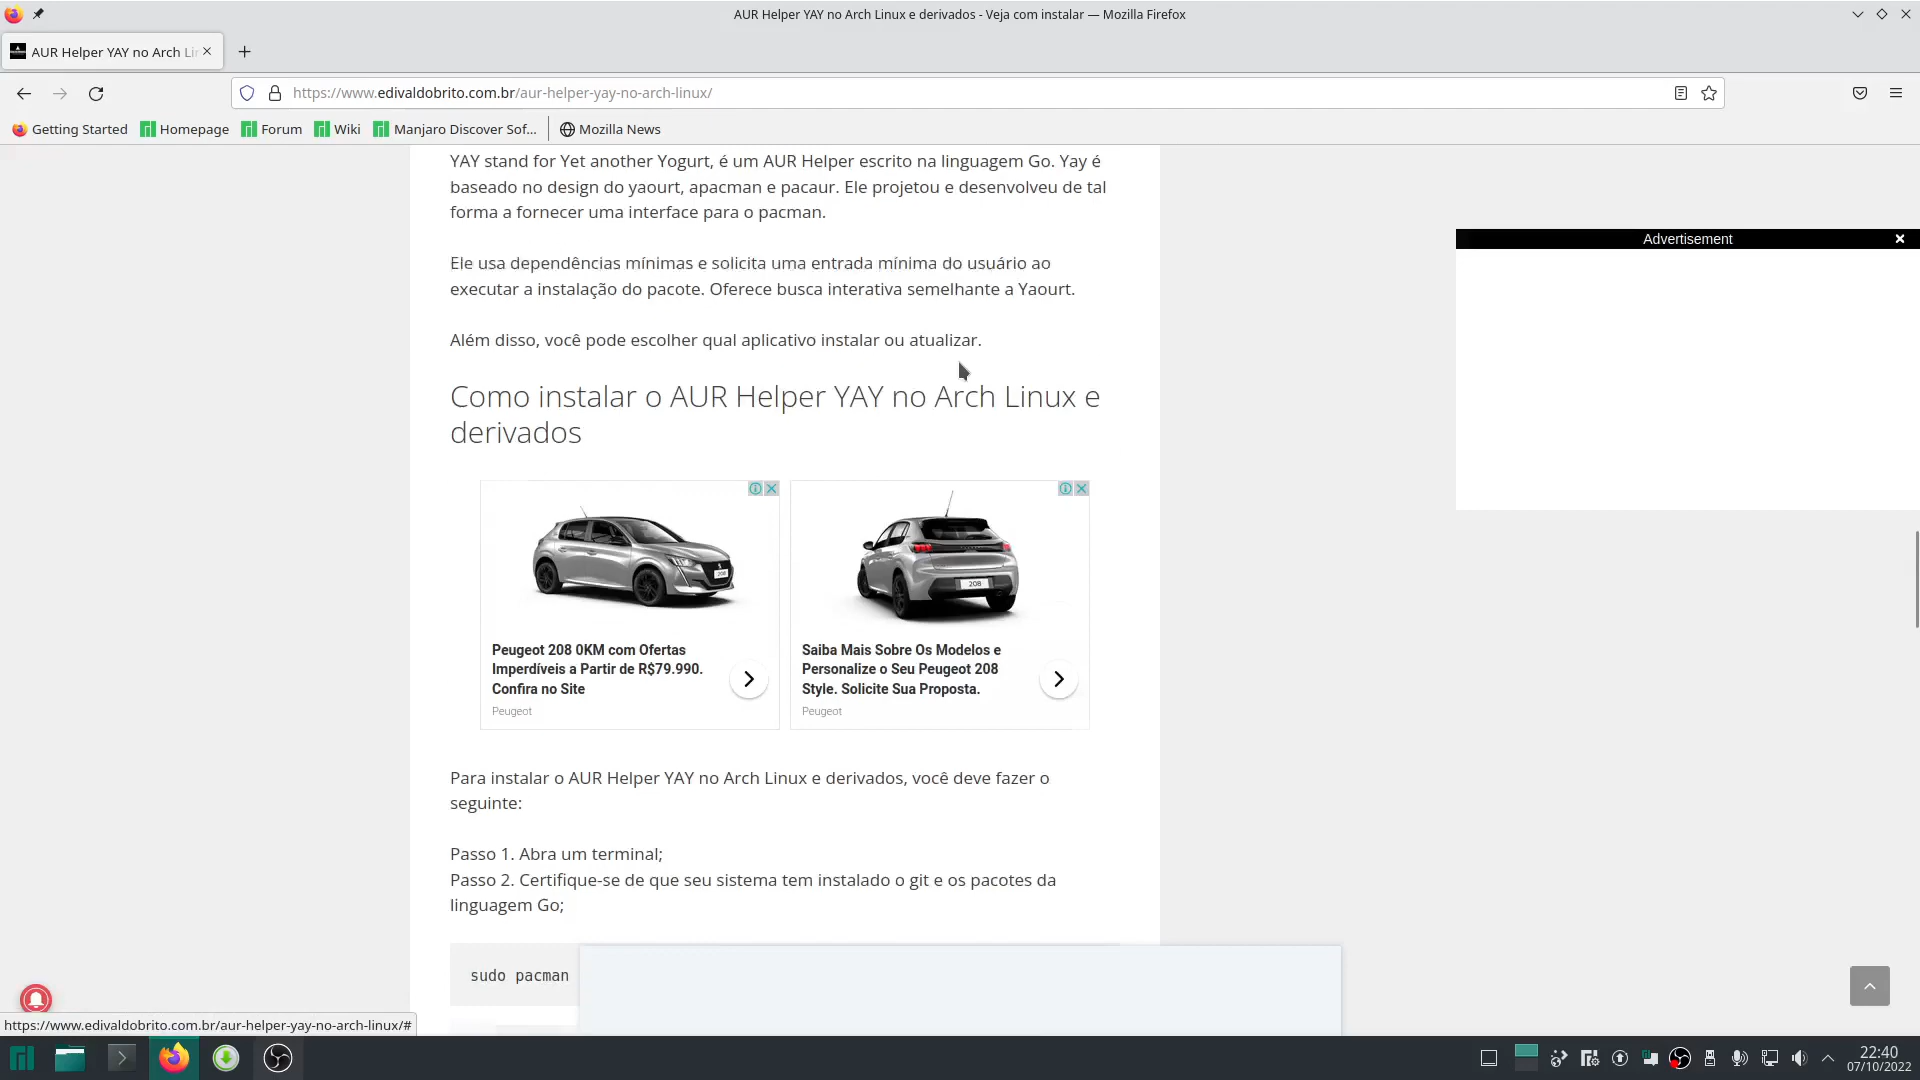 AUR Helper YAY no Arch Linux e derivados - Veja com instalar — Mozilla Firefox
AUR Helper YAY no Arch Li
https://www.edivaldobrito.com.br/aur-helper-yay-no-arch-linux/
Getting Started
Homepage
Forum
Wiki
Manjaro Discover Sof...
Mozilla News
YAY stand for Yet another Yogurt, é um AUR Helper escrito na linguagem Go. Yay é
baseado no design do yaourt, apacman e pacaur. Ele projetou e desenvolveu de tal
forma a fornecer uma interface para o pacman.
Advertisement
Ele usa dependências mínimas e solicita uma entrada mínima do usuário ao
executar a instalação do pacote. Oferece busca interativa semelhante a Yaourt.
Além disso, você pode escolher qual aplicativo instalar ou atualizar.
Como instalar o AUR Helper YAY no Arch Linux e
derivados
208
208
Peugeot 208 0KM com Ofertas
Imperdíveis a Partir de R$79.990.
Confira no Site
Peugeot
Saiba Mais Sobre Os Modelos e
Personalize o Seu Peugeot 208
Style. Solicite Sua Proposta.
Peugeot
Para instalar o AUR Helper YAY no Arch Linux e derivados, você deve fazer o
seguinte:
Passo 1. Abra um terminal;
Passo 2. Certifique-se de que seu sistema tem instalado o git e os pacotes da
linguagem Go;
sudo pacman
https://www.edivaldobrito.com.br/aur-helper-yay-no-arch-linux/#
22:40
07/10/2022